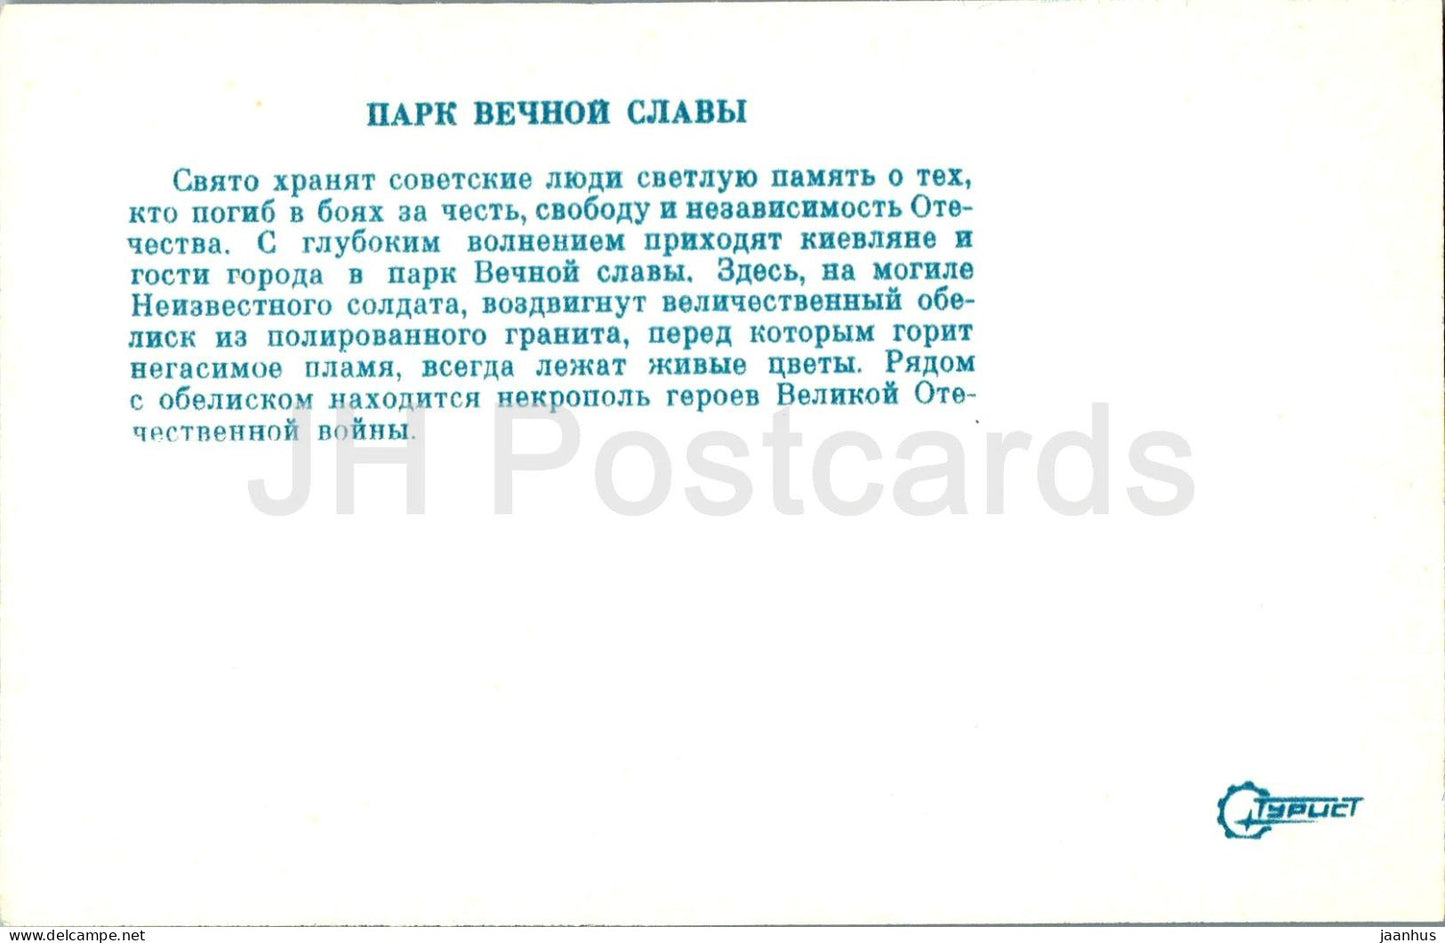 ПАРК ВЕЧНОЙ СЛАВЫ
Свято хранят советские люди светлую память о тех,
кто погиб в боях за честь, свободу и независимость Оте-
чества. С глубоким волнением приходят киевляне и
гости города в парк Вечной славы. Здесь, на могиле
Неизвестного солдата, воздвигнут величественный обе-
лиск из полированного гранита, перед которым горит
негасимое пламя, всегда лежат живые цветы. Рядом
с обелиском находится некрополь героев Великой Оте-
чественной войны.
JH Postcards
Турист
www.delcampe.net
jaanhus